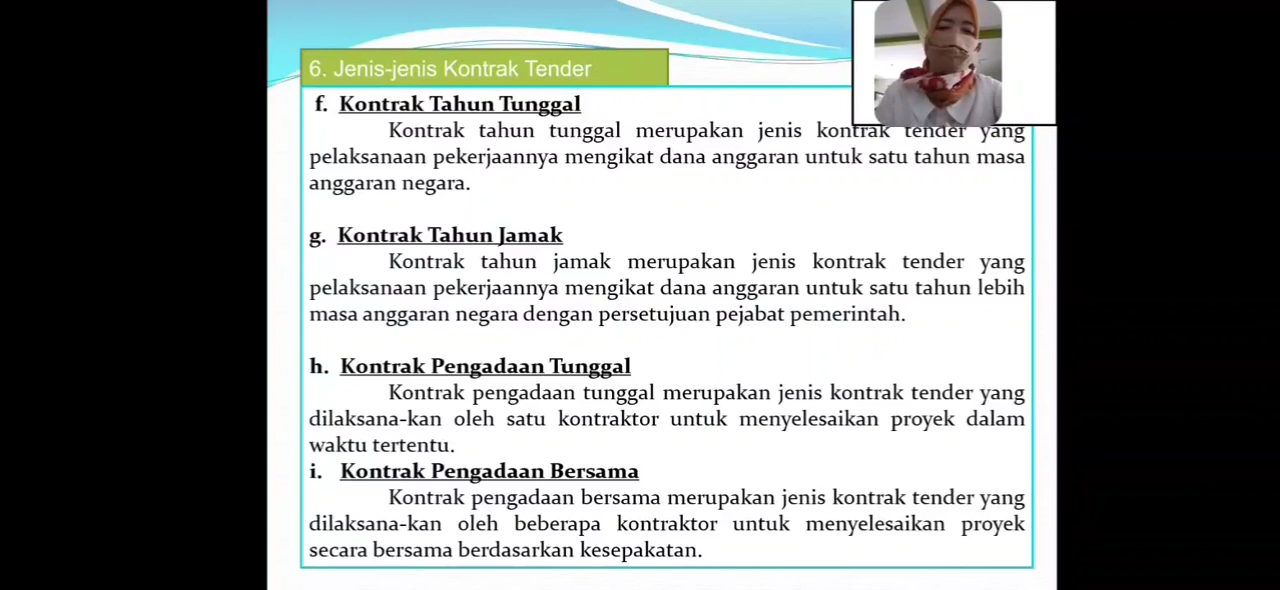 6. Jenis-jenis Kontrak Tender
f. Kontrak Tahun Tunggal
Kontrak tahun tunggal merupakan jenis kontrak tender yang
pelaksanaan pekerjaannya mengikat dana anggaran untuk satu tahun masa
anggaran negara.
g. Kontrak Tahun Jamak
Kontrak tahun jamak merupakan jenis kontrak tender yang
pelaksanaan pekerjaannya mengikat dana anggaran untuk satu tahun lebih
masa anggaran negara dengan persetujuan pejabat pemerintah.
h. Kontrak Pengadaan Tunggal
Kontrak pengadaan tunggal merupakan jenis kontrak tender yang
dilaksana-kan oleh satu kontraktor untuk menyelesaikan proyek dalam
waktu tertentu.
i. Kontrak Pengadaan Bersama
Kontrak pengadaan bersama merupakan jenis kontrak tender yang
dilaksana-kan oleh beberapa kontraktor untuk menyelesaikan proyek
secara bersama berdasarkan kesepakatan.